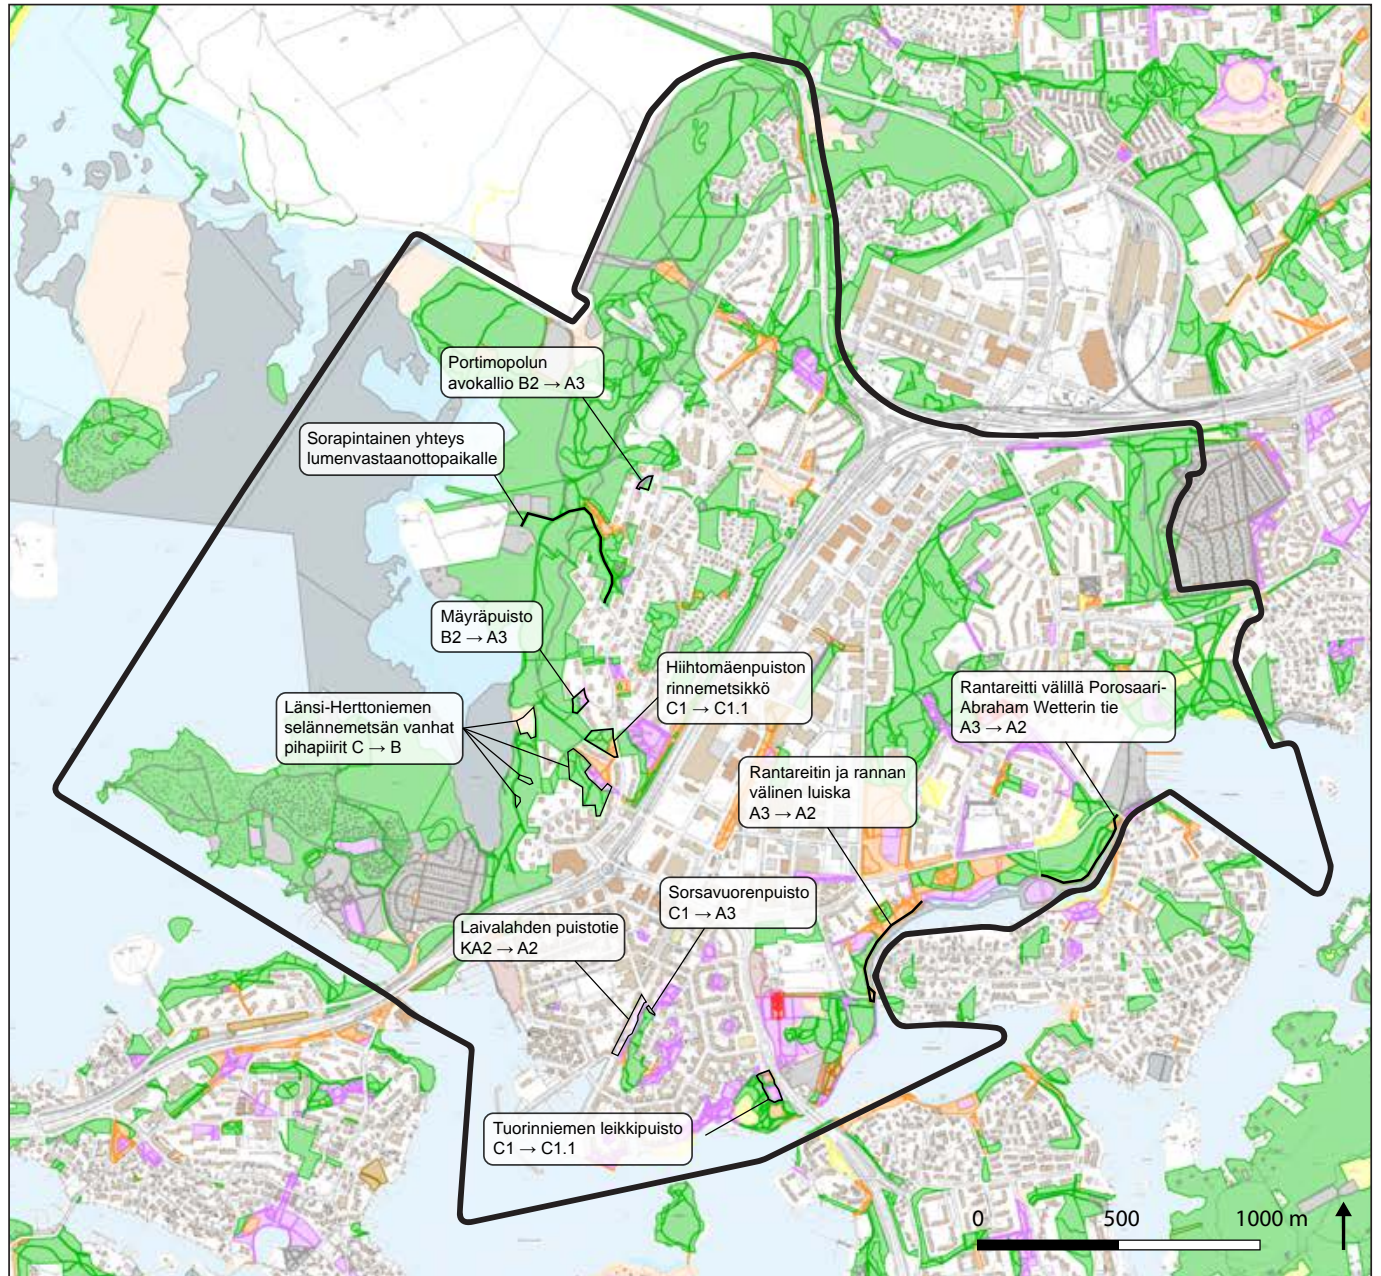 Portimopolun
avokallio B2 → A3
Sorapintainen yhteys
lumenvastaanottopaikalle
Mäyräpuisto
B2 → A3
Hiihtomäenpuiston
rinnemetsikkö
C1 → C1.1
Rantareitti välillä Porosaari-
Abraham Wetterin tie
A3 → A2
Länsi-Herttoniemen
selännemetsän vanhat
pihapiirit C → B
Rantareitin ja rannan
välinen luiska
A3 → A2
Sorsavuorenpuisto
C1 → A3
Laivalahden puistotie
KA2 → A2
Tuorinniemen leikkipuisto
C1 → C1.1
0 500 1000 m